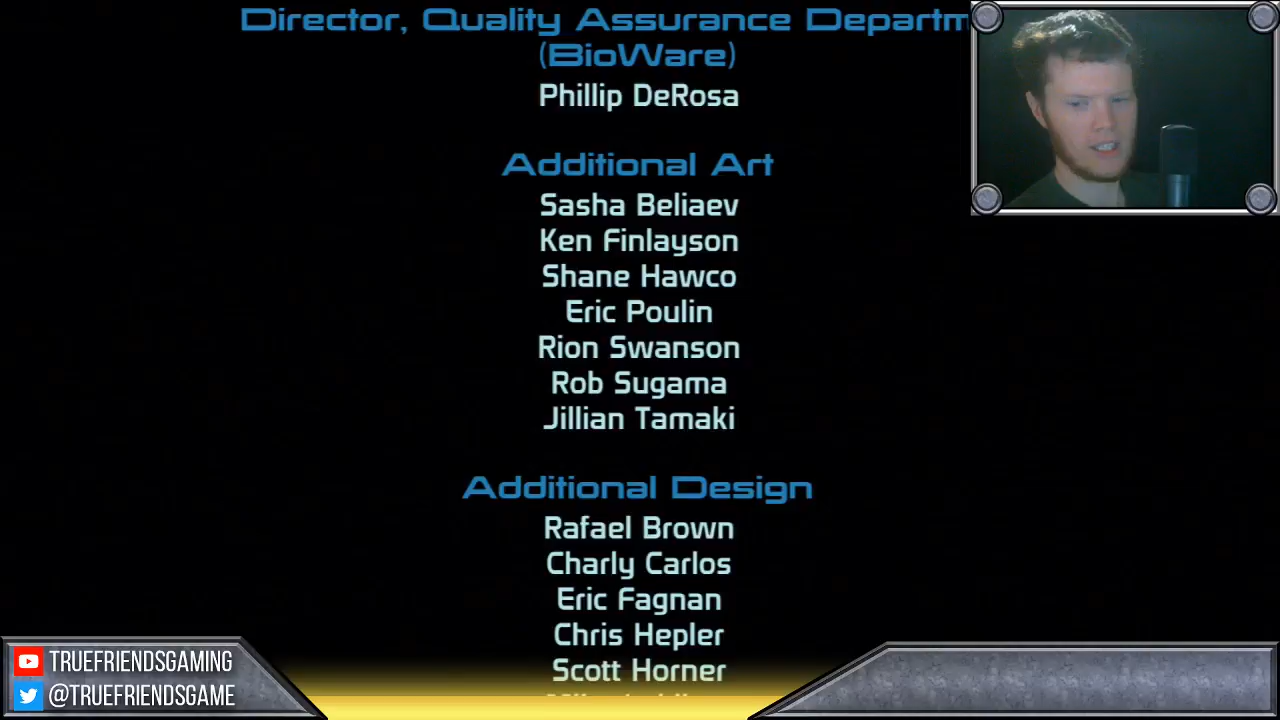 Director, Quality Assurance Departm
(BioWare)
Phillip DeRosa
Additional Art
Sasha Beliaev
Ken Finlayson
Shane Hawco
Eric Poulin
Rion Swanson
Rob Sugama
Jillian Tamaki
Additional Design
Rafael Brown
Charly Carlos
Eric Fagnan
Chris Hepler
Scott Horner
TRUEFRIENDSGAMING
@TRUEFRIENDSGAME